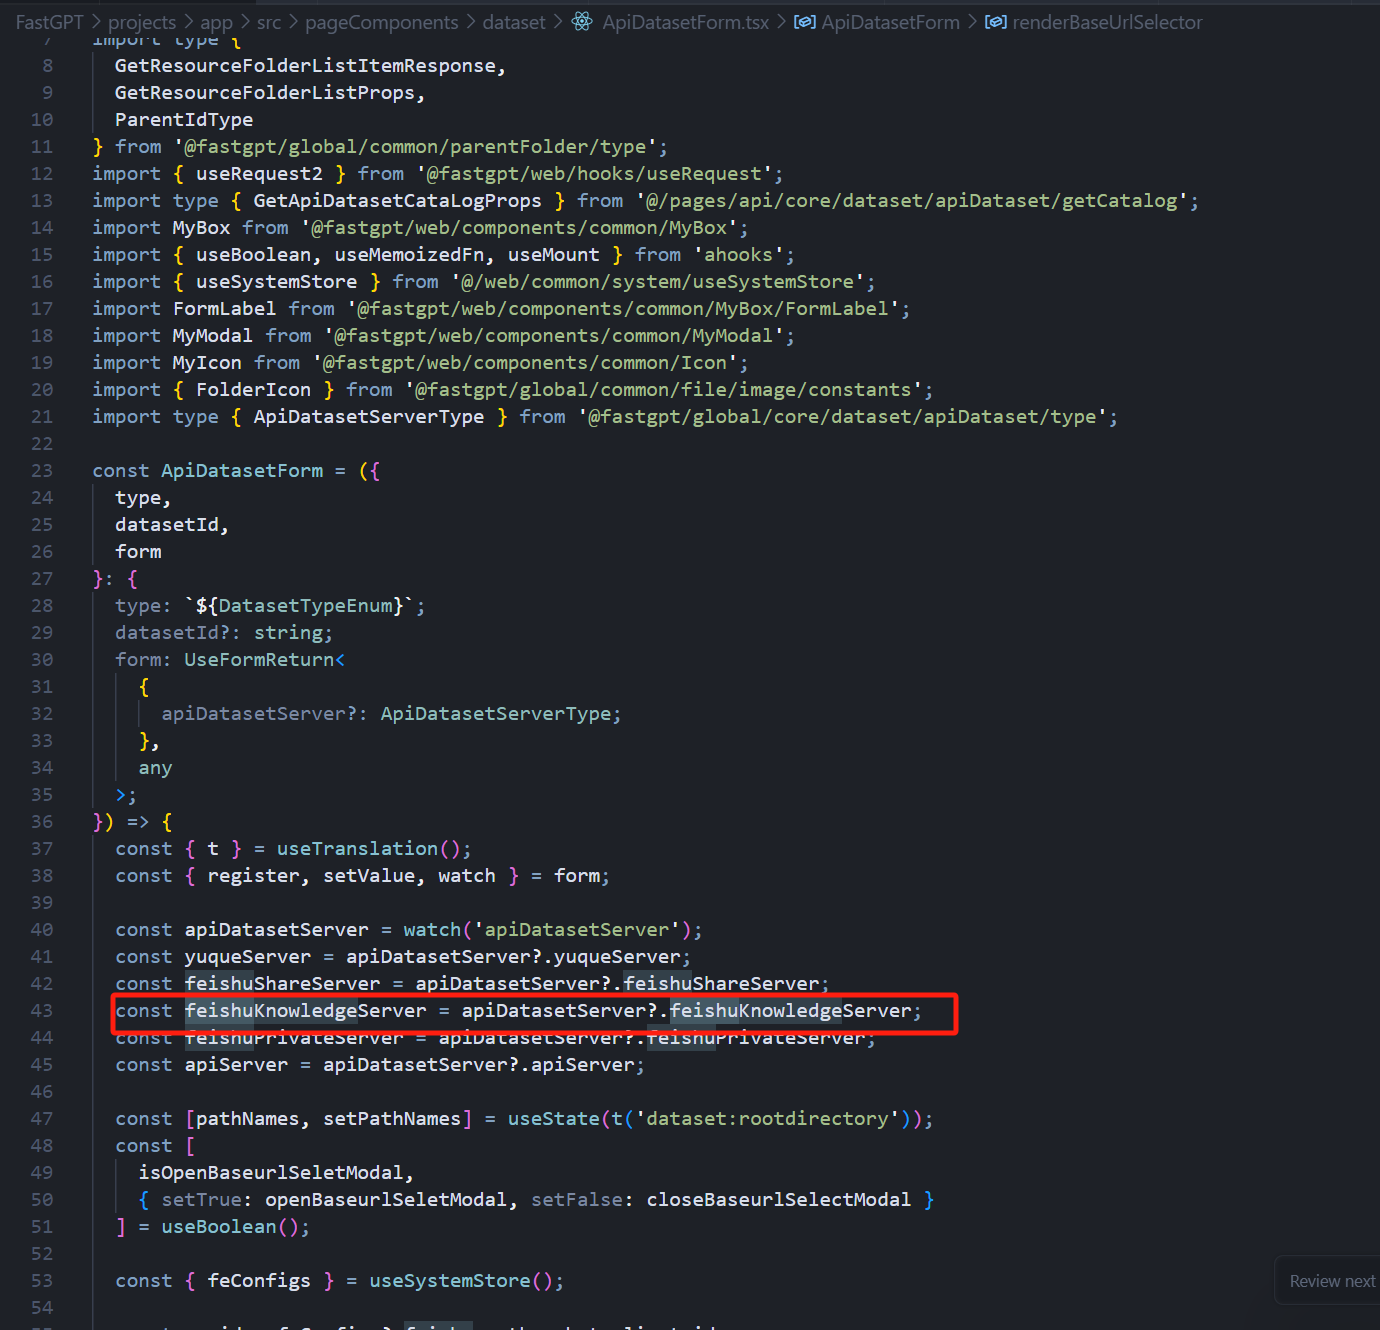 FastGPT > projects > app > src > pageComponents > dataset > ApiDatasetForm.tsx > ApiDatasetForm > renderBaseUrlSelector
7 import type {
8 GetResourceFolderListItemResponse,
9 GetResourceFolderListProps,
10 ParentIdType
11 } from '@fastgpt/global/common/parentFolder/type';
12 import { useRequest2 } from '@fastgpt/web/hooks/useRequest';
13 import type { GetApiDatasetCataLogProps } from '@/pages/api/core/dataset/apiDataset/getCatalog';
14 import MyBox from '@fastgpt/web/components/common/MyBox';
15 import { useBoolean, useMemoizedFn, useMount } from 'ahooks';
16 import { useSystemStore } from '@/web/common/system/useSystemStore';
17 import FormLabel from '@fastgpt/web/components/common/MyBox/FormLabel';
18 import MyModal from '@fastgpt/web/components/common/MyModal';
19 import MyIcon from '@fastgpt/web/components/common/Icon';
20 import { FolderIcon } from '@fastgpt/global/common/file/image/constants';
21 import type { ApiDatasetServerType } from '@fastgpt/global/core/dataset/apiDataset/type';
22
23 const ApiDatasetForm = ({
24 type,
25 datasetId,
26 form
27 }: {
28 type: `${DatasetTypeEnum}`;
29 datasetId?: string;
30 form: UseFormReturn<
31 {
32 apiDatasetServer?: ApiDatasetServerType;
33 },
34 any
35 >;
36 }) => {
37 const { t } = useTranslation();
38 const { register, setValue, watch } = form;
39
40 const apiDatasetServer = watch('apiDatasetServer');
41 const yuqueServer = apiDatasetServer?.yuqueServer;
42 const feishuShareServer = apiDatasetServer?.feishuShareServer;
43 const feishuKnowledgeServer = apiDatasetServer?.feishuKnowledgeServer;
44 const feishuPrivateServer = apiDatasetServer?.feishuPrivateServer;
45 const apiServer = apiDatasetServer?.apiServer;
46
47 const [pathNames, setPathNames] = useState(t('dataset:rootdirectory'));
48 const [
49 isOpenBaseurlSeletModal,
50 { setTrue: openBaseurlSeletModal, setFalse: closeBaseurlSelectModal }
51 ] = useBoolean();
52
53 const { feConfigs } = useSystemStore();
Review next
54